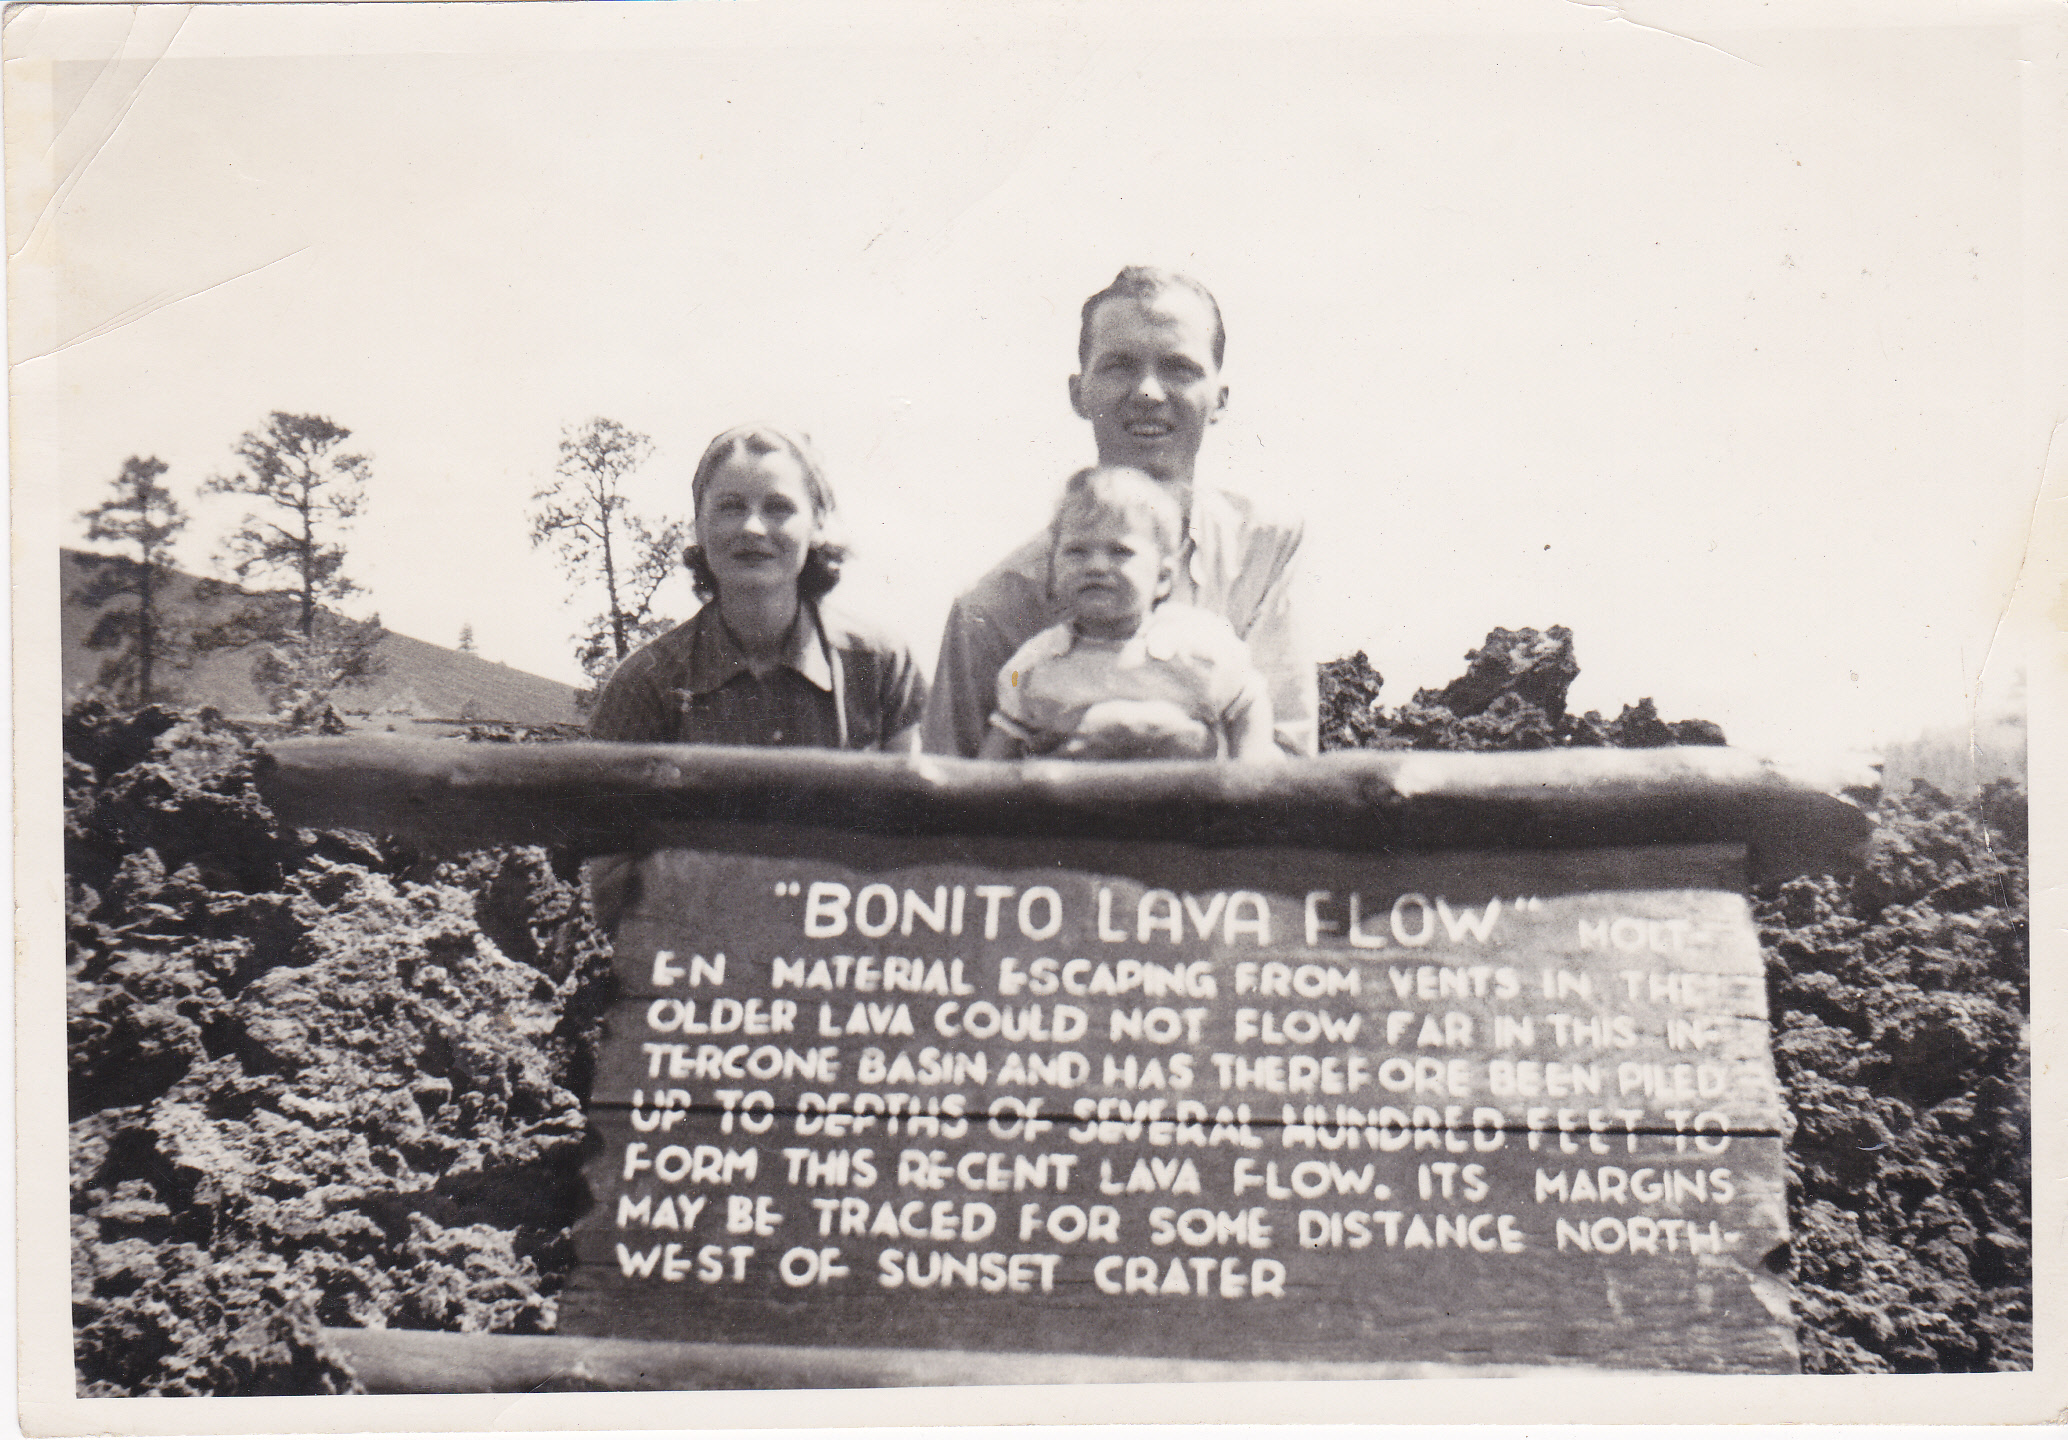 "BONITO LAVA FLOW" MOLT-
EN MATERIAL ESCAPING FROM VENTS IN THE
OLDER LAVA COULD NOT FLOW FAR IN THIS IN-
TERCONE BASIN AND HAS THEREFORE BEEN PILED
UP TO DEPTHS OF SEVERAL HUNDRED FEET TO
FORM THIS RECENT LAVA FLOW. ITS MARGINS
MAY BE TRACED FOR SOME DISTANCE NORTH-
WEST OF SUNSET CRATER